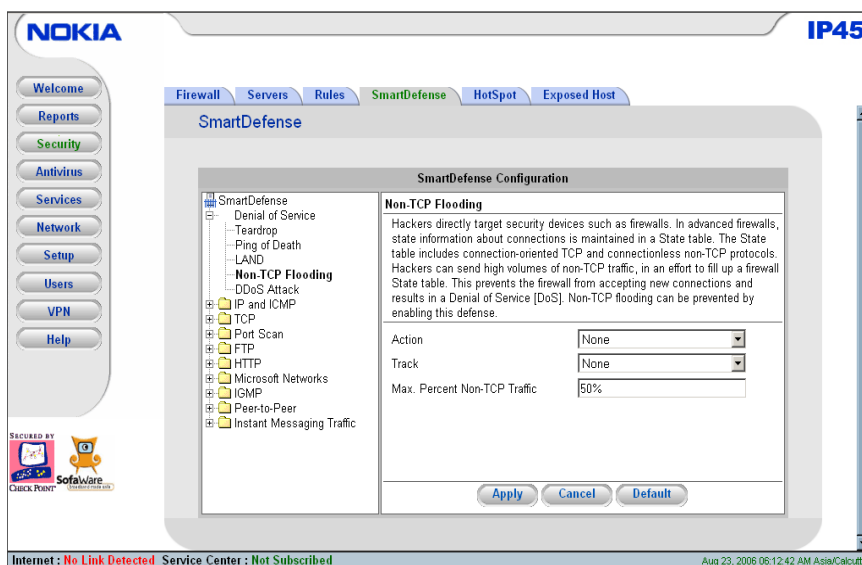 NOKIA
IP45
Welcome
Reports
Security
Antivirus
Services
Network
Setup
Users
VPN
Help
SECURED BY
CHECK POINT
SofaWare
Firewall Servers Rules SmartDefense HotSpot Exposed Host
SmartDefense
SmartDefense Configuration
SmartDefense
Denial of Service
Teardrop
Ping of Death
LAND
Non-TCP Flooding
DDoS Attack
IP and ICMP
TCP
Port Scan
FTP
HTTP
Microsoft Networks
IGMP
Peer-to-Peer
Instant Messaging Traffic
Non-TCP Flooding
Hackers directly target security devices such as firewalls. In advanced firewalls,
state information about connections is maintained in a State table. The State
table includes connection-oriented TCP and connectionless non-TCP protocols.
Hackers can send high volumes of non-TCP traffic, in an effort to fill up a firewall
State table. This prevents the firewall from accepting new connections and
results in a Denial of Service [DoS]. Non-TCP flooding can be prevented by
enabling this defense.
Action None
Track None
Max. Percent Non-TCP Traffic 50%
Apply Cancel Default
Internet : No Link Detected Service Center : Not Subscribed
Aug 23, 2006 06:12:42 AM Asia/Calcutt